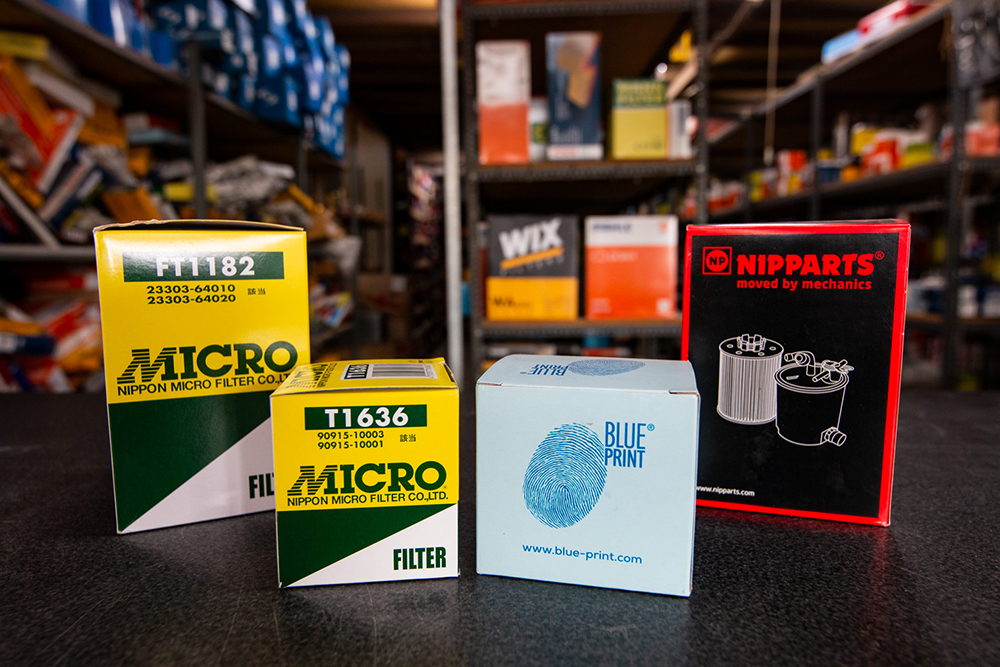 FT1182
23303-64010
23303-64020
該当
MICRO
NIPPON MICRO FILTER CO.,LTD.
T1636
90915-10003
90915-10001
該当
MICRO
NIPPON MICRO FILTER CO.,LTD.
FILTER
BLUE®
PRINT
www.blue-print.com
NP NIPPARTS®
moved by mechanics
www.nipparts.com
WIX